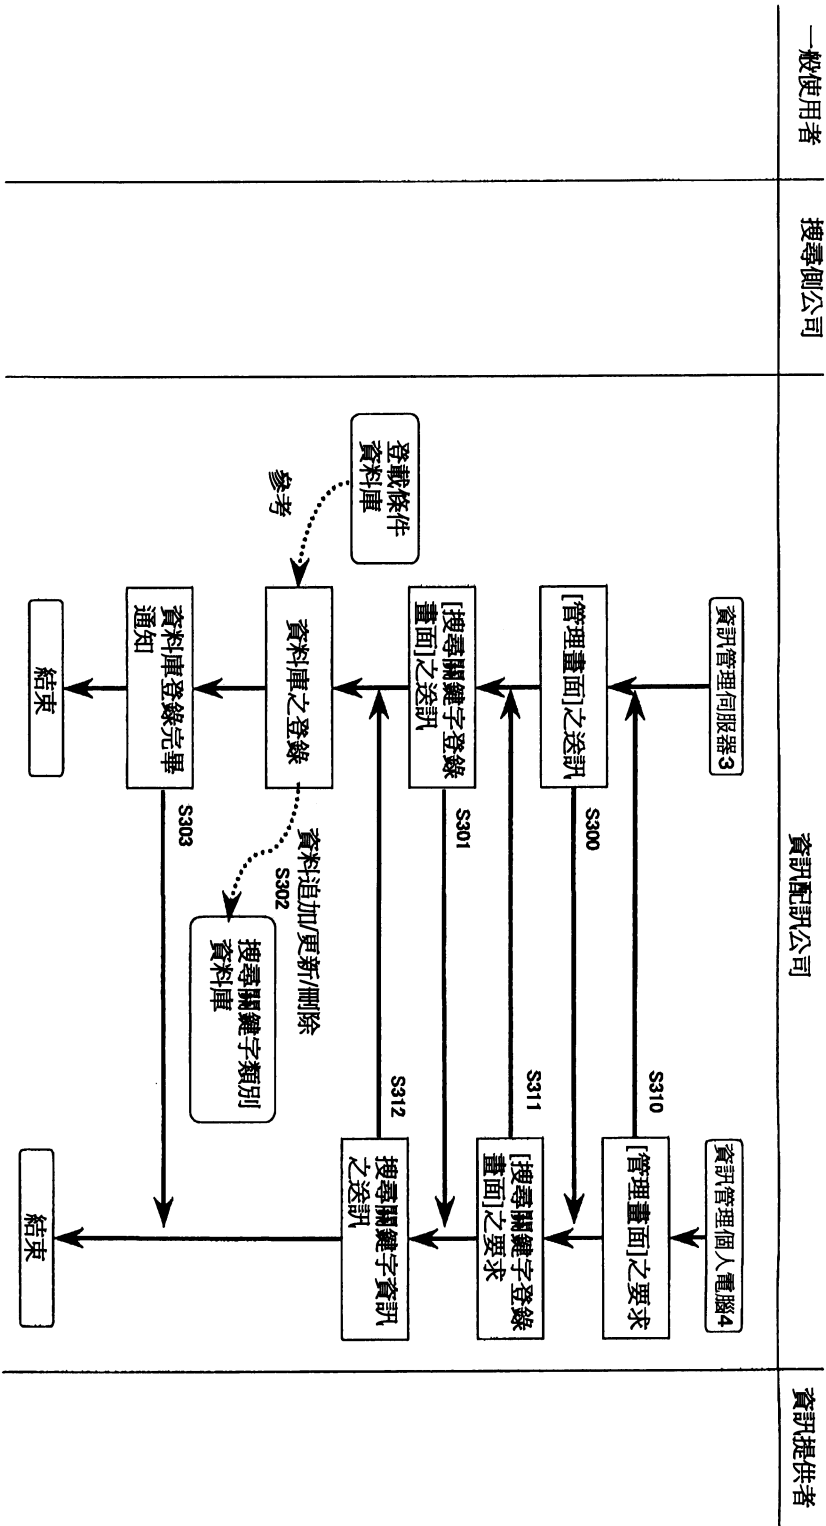 一般使用者
搜尋側公司
資訊配訊公司
資訊提供者
資訊管理伺服器3
資訊管理個人電腦4
S310
[管理畫面]之要求
[管理畫面]之送訊
S300
S311
[搜尋關鍵字登錄
畫面]之要求
登載條件
資料庫
[搜尋關鍵字登錄
畫面]之送訊
S301
S312
搜尋關鍵字資訊
之送訊
參考
資料庫之登錄
資料追加/更新/刪除
S302
搜尋關鍵字類別
資料庫
資料庫登錄完畢
通知
S303
結束
結束